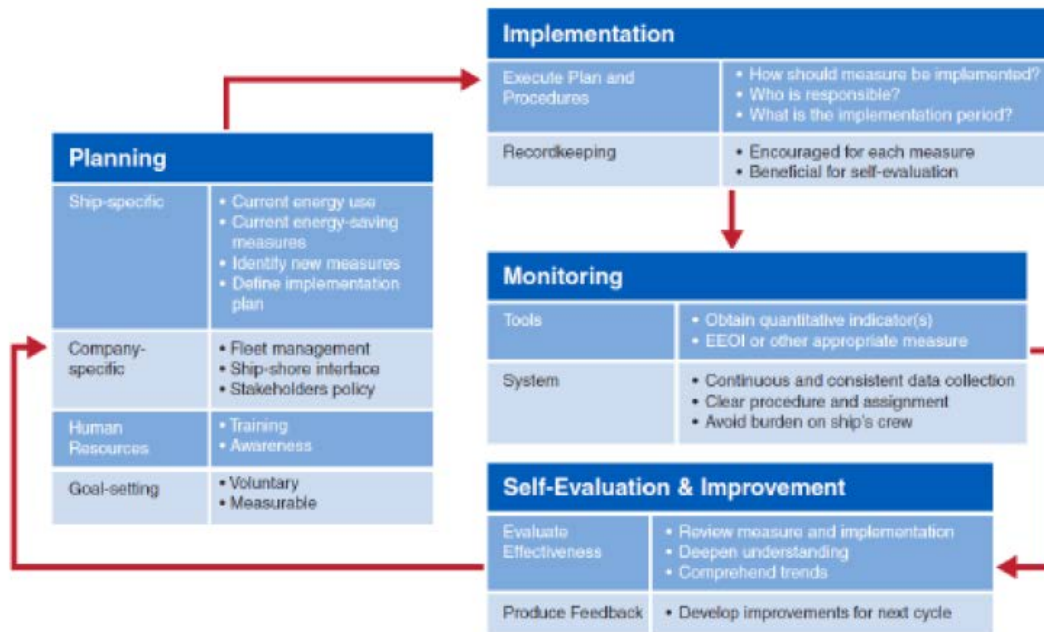 Implementation
Execute Plan and
Procedures
• How should measure be implemented?
• Who is responsible?
• What is the implementation period?
Recordkeeping
• Encouraged for each measure
• Beneficial for self-evaluation
Planning
Ship-specific
• Current energy use
• Current energy-saving
measures
• Identify new measures
• Define implementation
plan
Company-
specific
• Fleet management
• Ship-shore interface
• Stakeholders policy
Human
Resources
• Training
• Awareness
Goal-setting
• Voluntary
• Measurable
Monitoring
Tools
• Obtain quantitative indicator(s)
• EEOI or other appropriate measure
System
• Continuous and consistent data collection
• Clear procedure and assignment
• Avoid burden on ship's crew
Self-Evaluation & Improvement
Evaluate
Effectiveness
• Review measure and implementation
• Deepen understanding
• Comprehend trends
Produce Feedback
• Develop improvements for next cycle